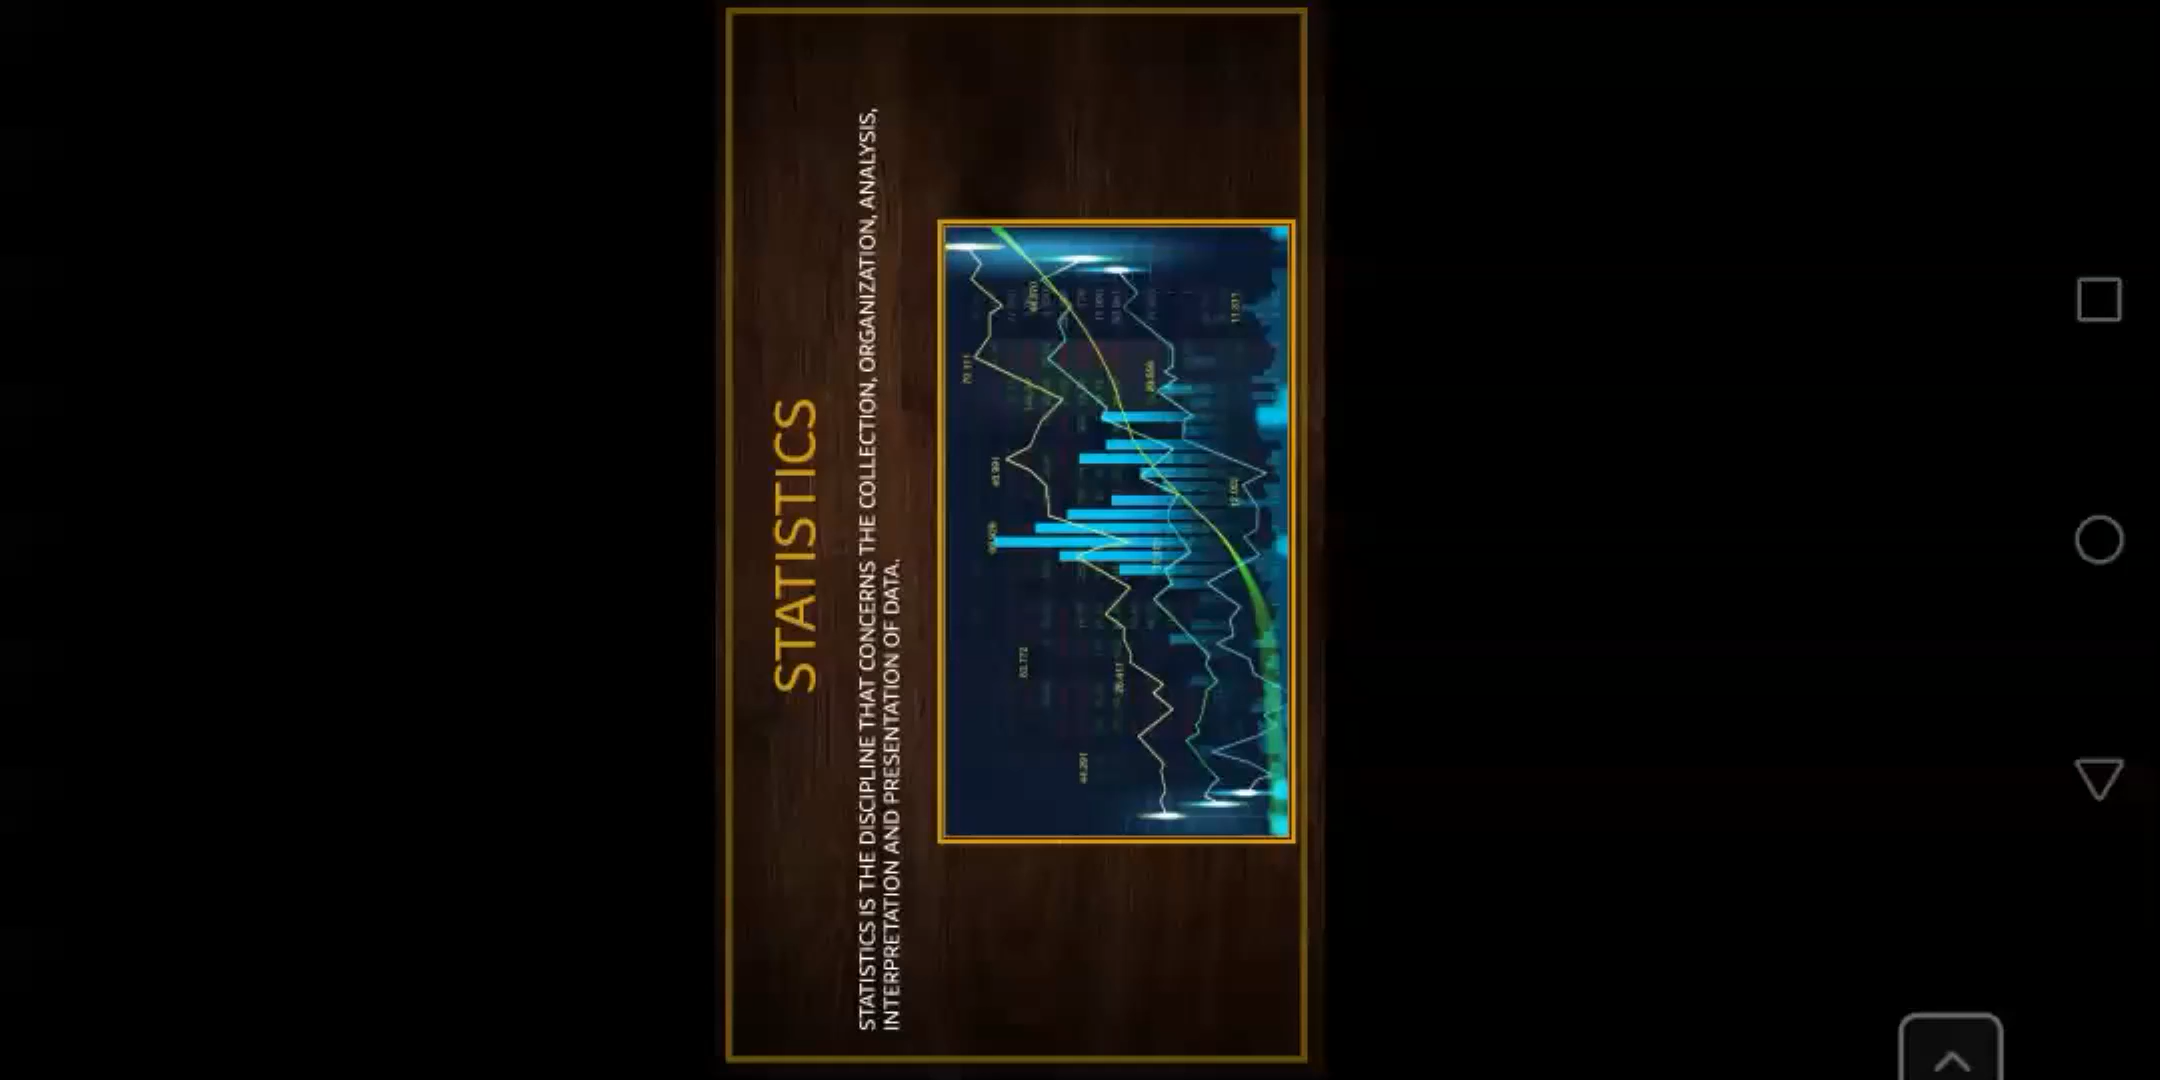 STATISTICS
STATISTICS IS THE DISCIPLINE THAT CONCERNS THE COLLECTION, ORGANIZATION, ANALYSIS,
INTERPRETATION AND PRESENTATION OF DATA.